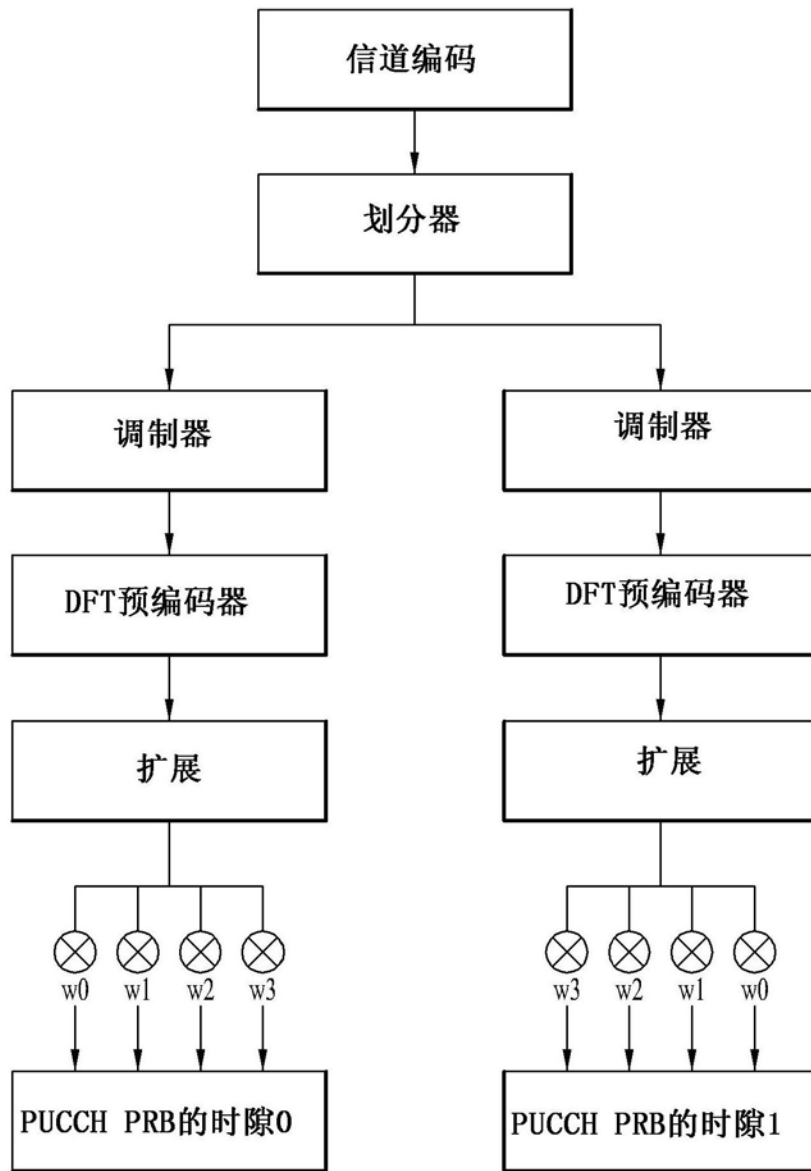 信道编码
划分器
调制器
调制器
DFT预编码器
DFT预编码器
扩展
扩展
w0 w1 w2 w3
w3 w2 w1 w0
PUCCH PRB的时隙0
PUCCH PRB的时隙1